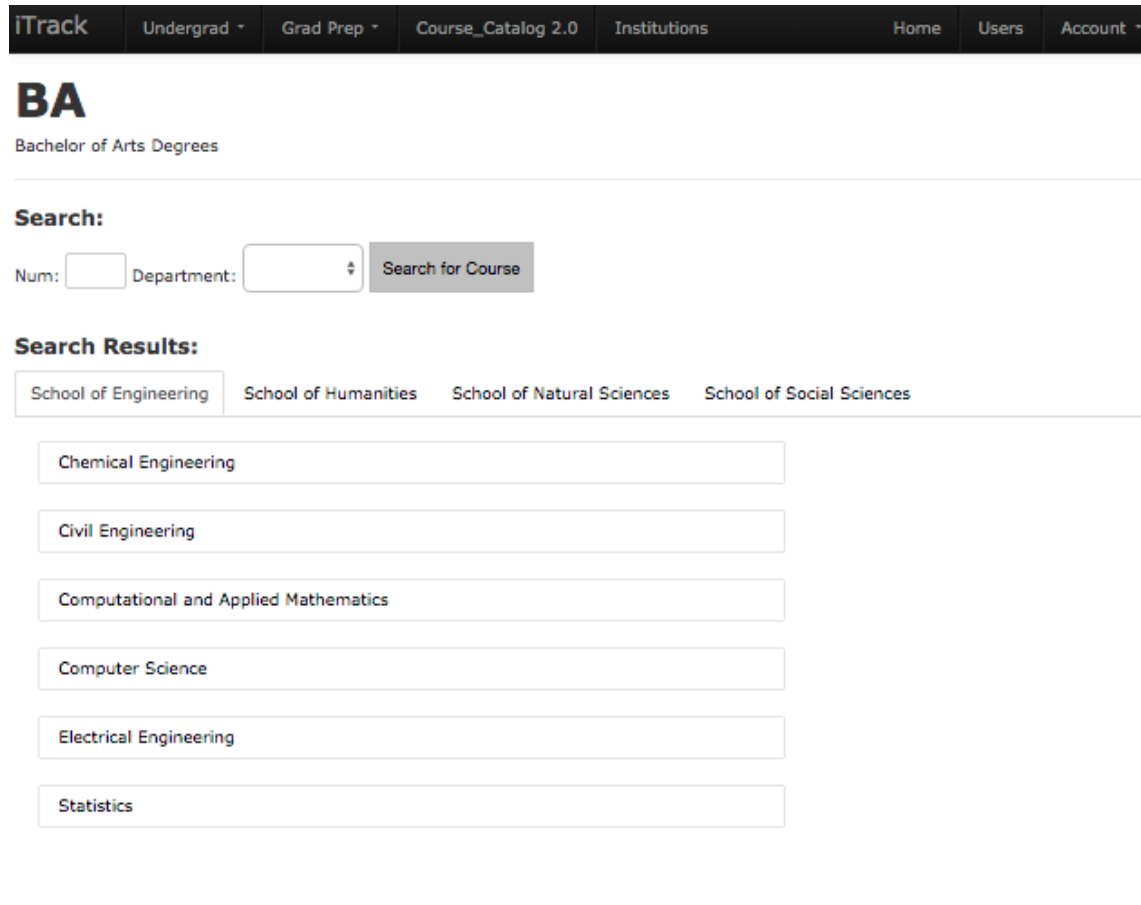 iTrack Undergrad Grad Prep Course_Catalog 2.0 Institutions Home Users Account
BA
Bachelor of Arts Degrees
Search:
Num: Department: Search for Course
Search Results:
School of Engineering School of Humanities School of Natural Sciences School of Social Sciences
Chemical Engineering
Civil Engineering
Computational and Applied Mathematics
Computer Science
Electrical Engineering
Statistics